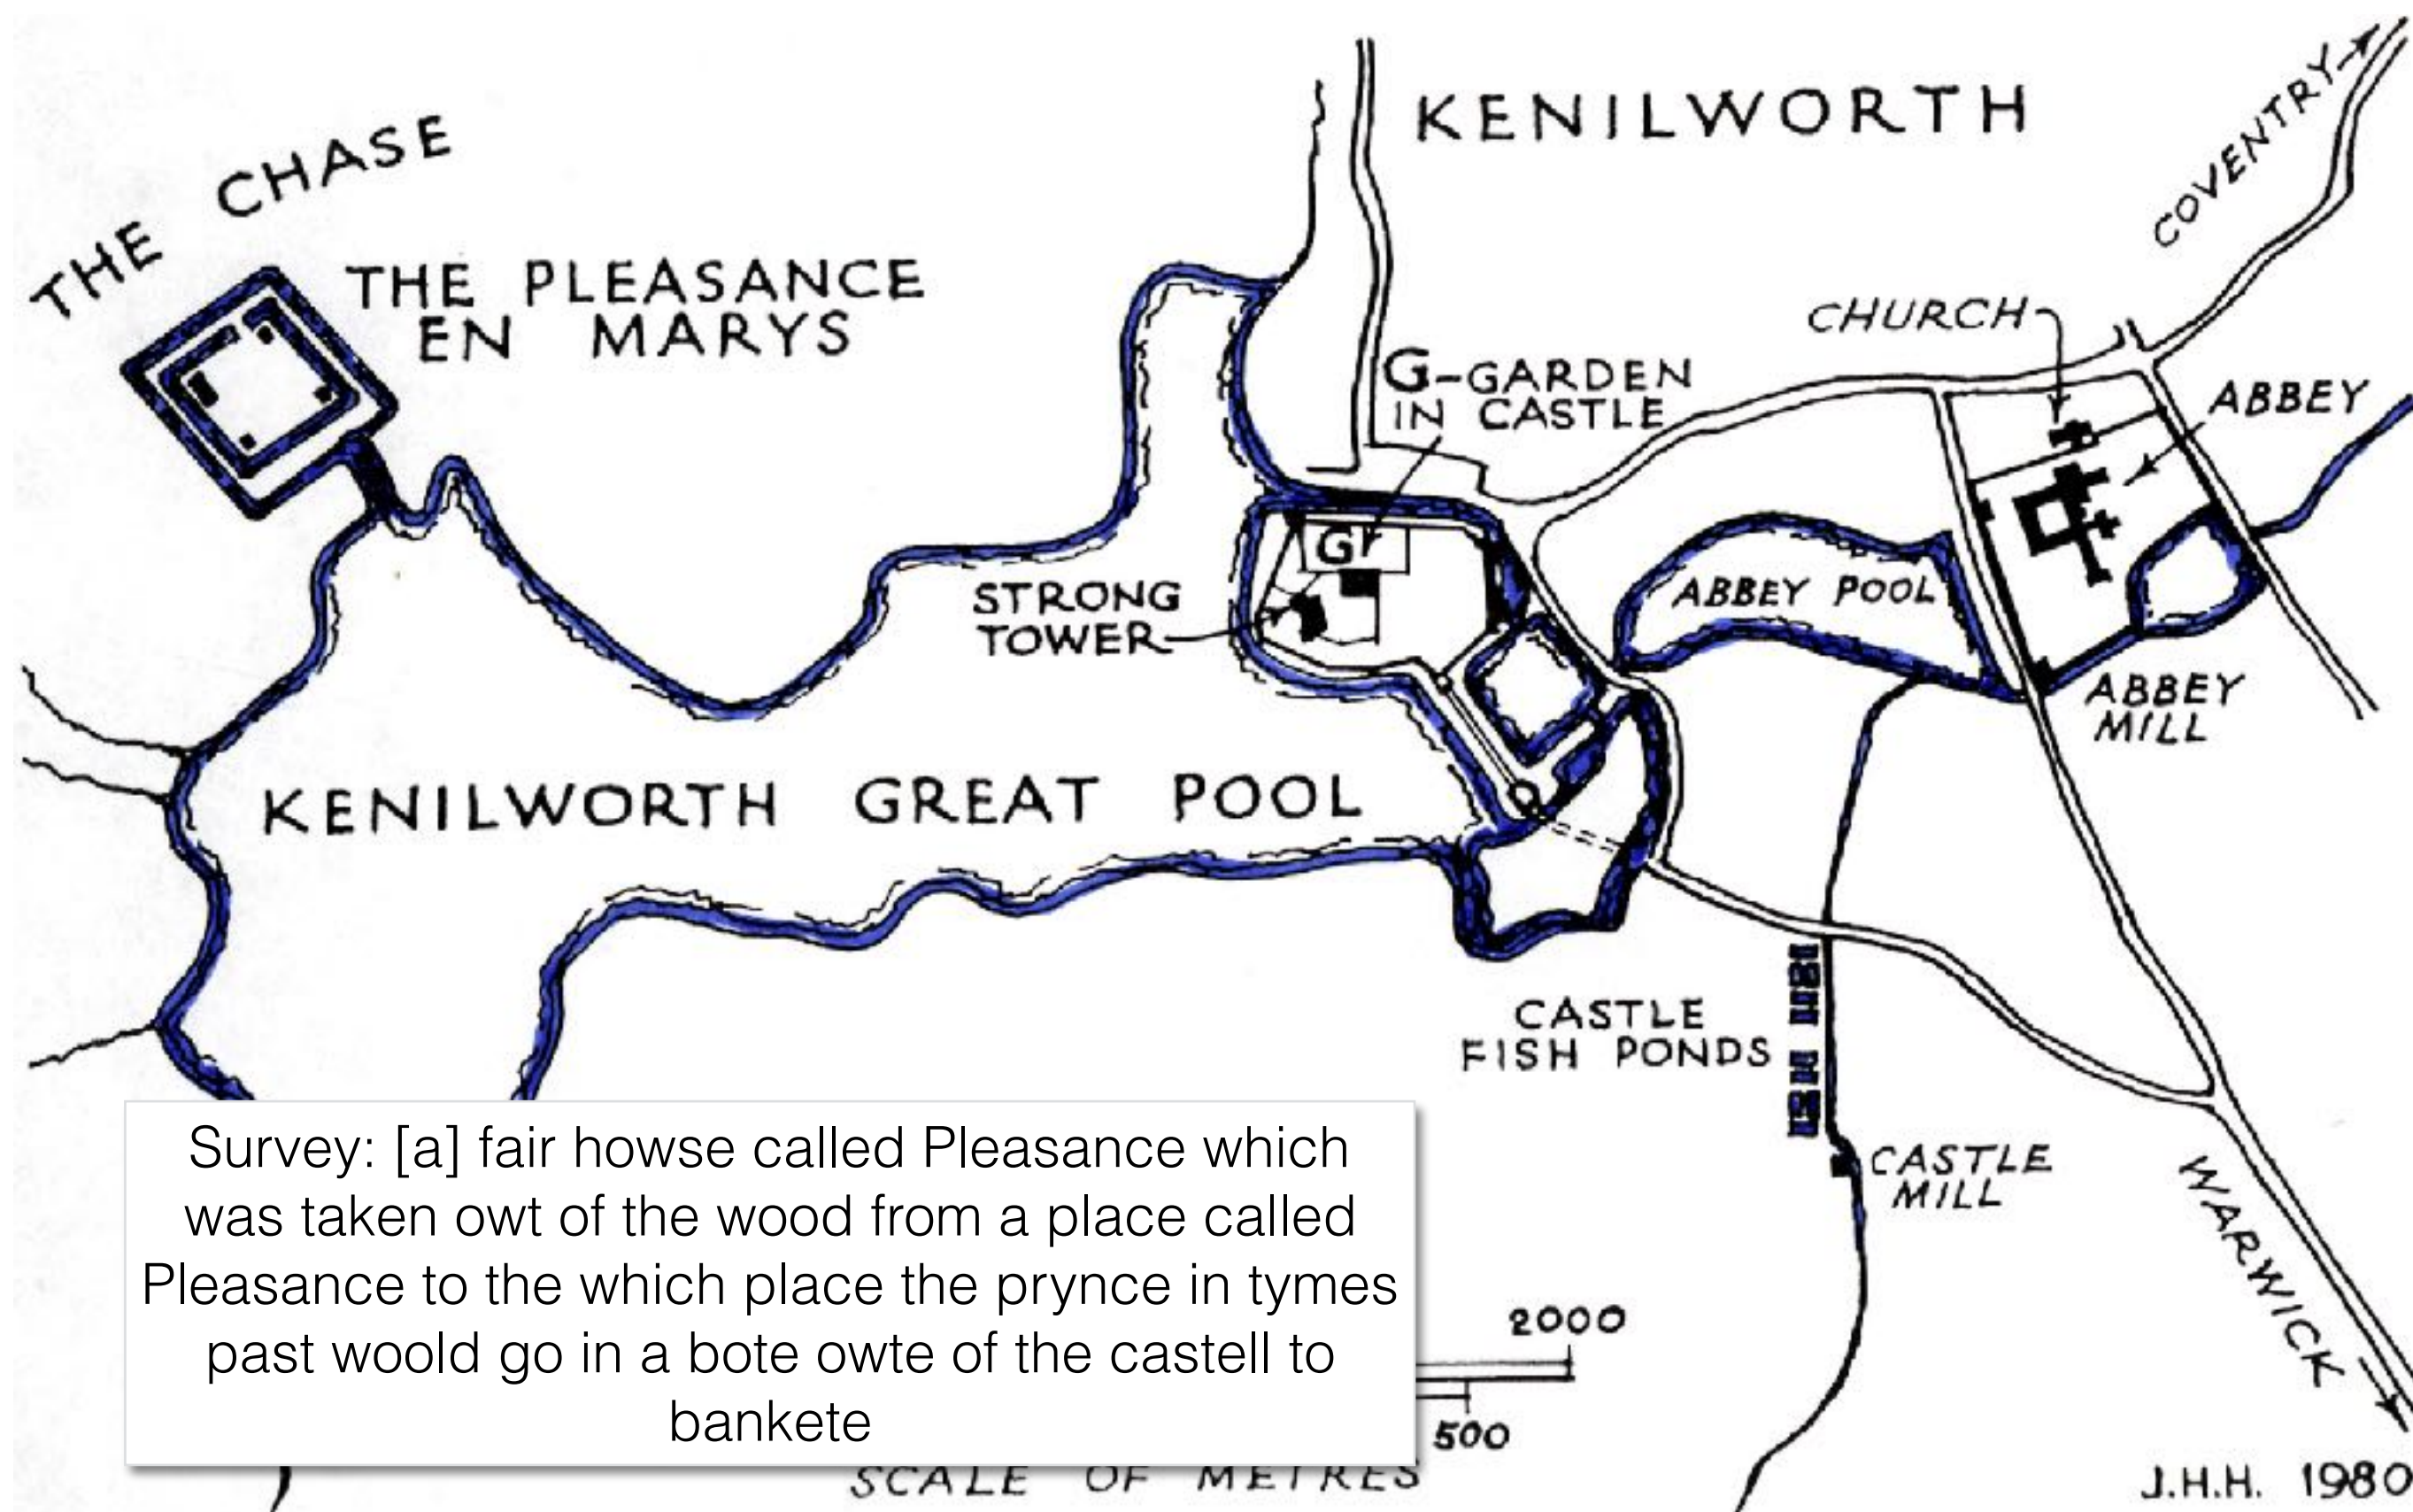 KENILWORTH
COVENTRY
THE CHASE
THE PLEASANCE
EN MARYS
CHURCH
G-GARDEN
IN CASTLE
ABBEY
G
STRONG
TOWER
ABBEY POOL
ABBEY
MILL
KENILWORTH GREAT POOL
CASTLE
FISH PONDS
CASTLE
MILL
WARWICK
Survey: [a] fair howse called Pleasance which
was taken owt of the wood from a place called
Pleasance to the which place the prynce in tymes
past woold go in a bote owte of the castell to
bankete
2000
500
SCALE OF METRES
J.H.H. 1980